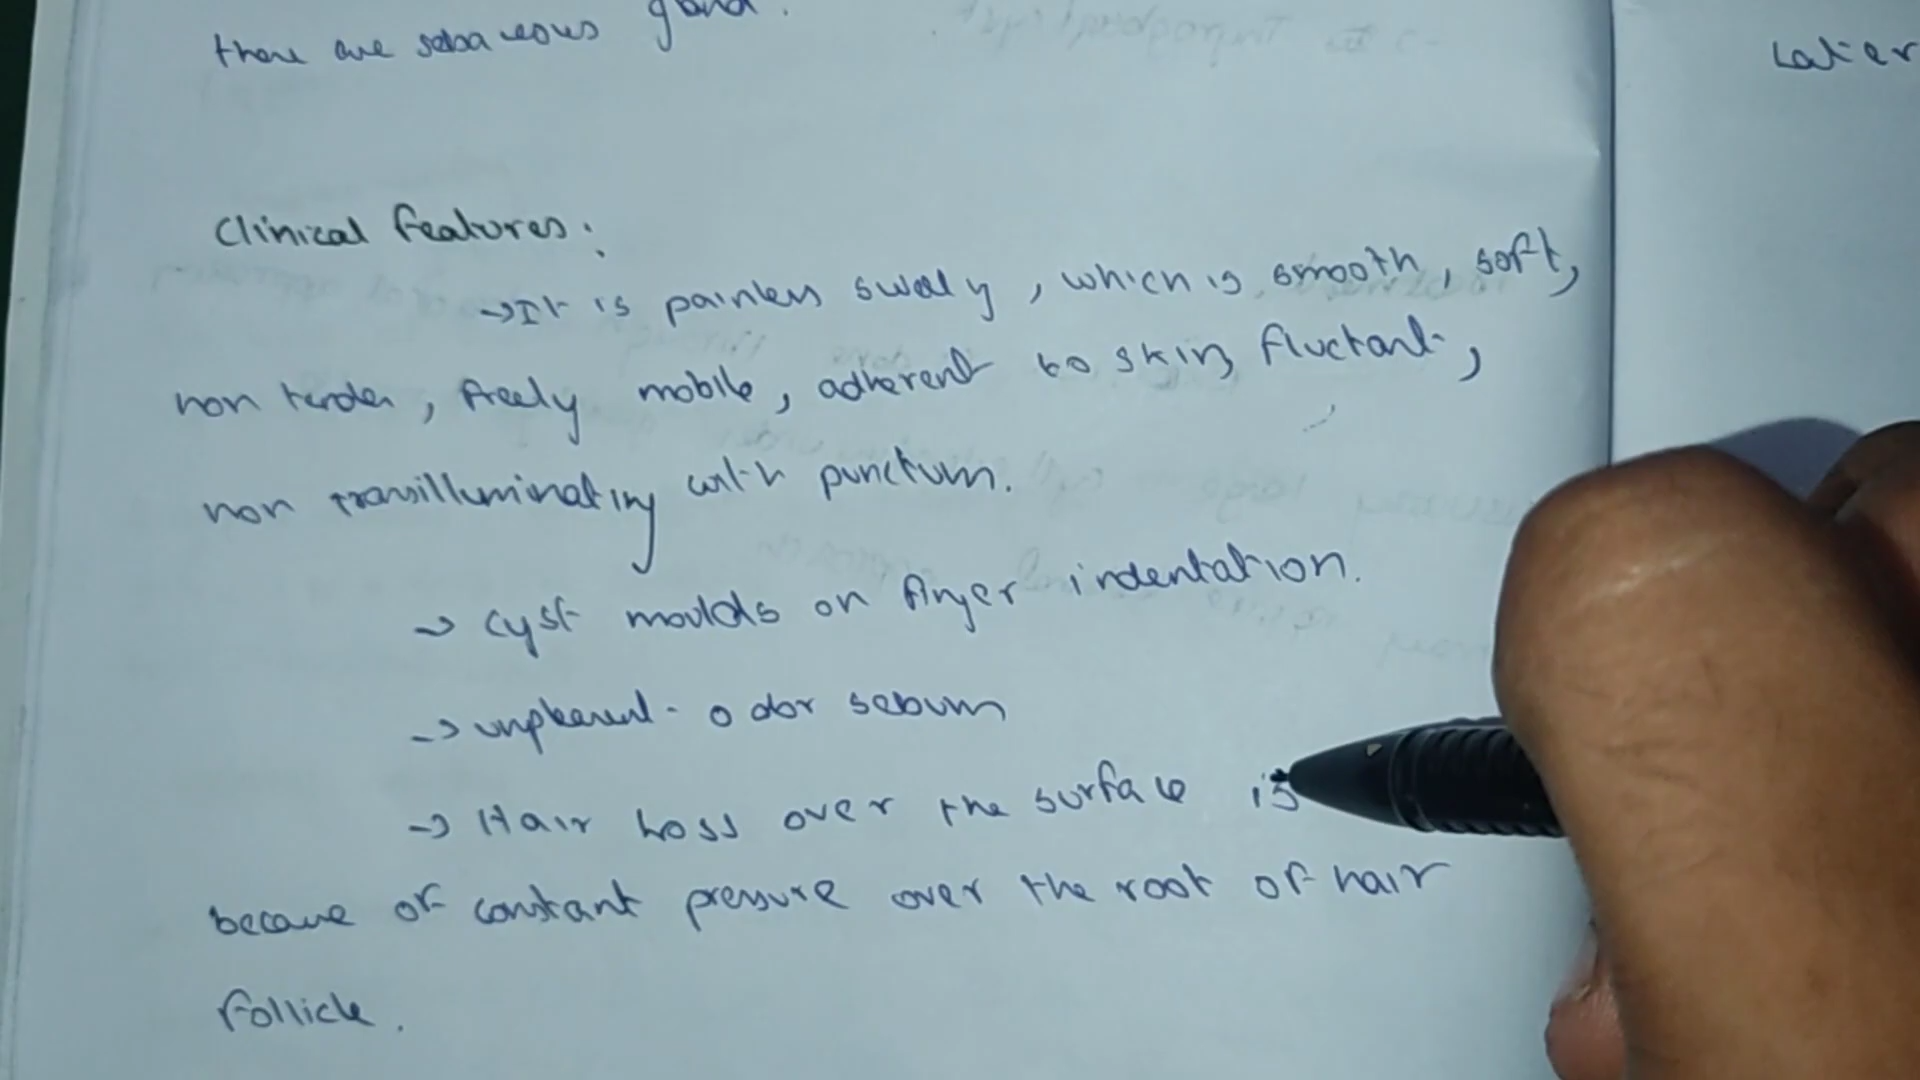 there are sebaceous gland.
Clinical features:
→It is painless swelly, which is smooth, soft,
non tender, freely mobile, adherent to skin, fluctant,
non transilluminating with punctum.
→ cyst moulds on finger indentation.
→ unpleasent odor sebum
→ Hair loss over the surface is
because of constant pressure over the root of hair
follicle.
Later